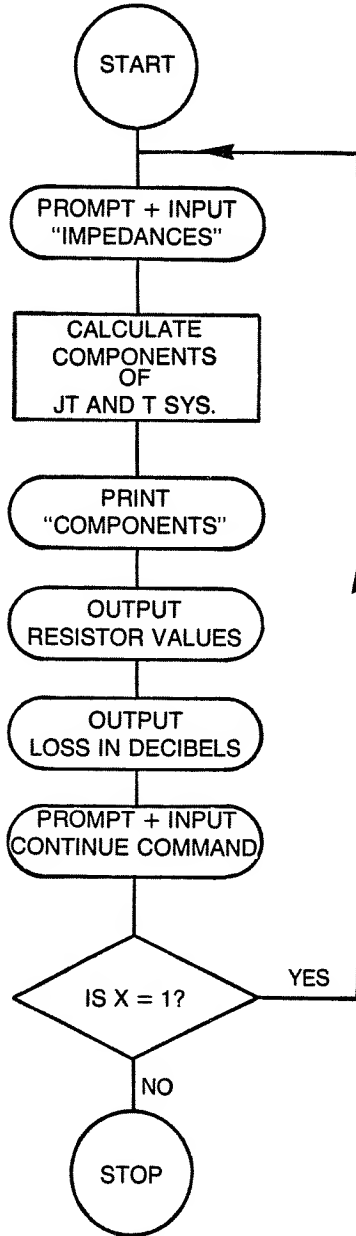 START
PROMPT + INPUT
"IMPEDANCES"
CALCULATE
COMPONENTS
OF
JT AND T SYS.
PRINT
"COMPONENTS"
OUTPUT
RESISTOR VALUES
OUTPUT
LOSS IN DECIBELS
PROMPT + INPUT
CONTINUE COMMAND
IS X = 1?
YES
NO
STOP